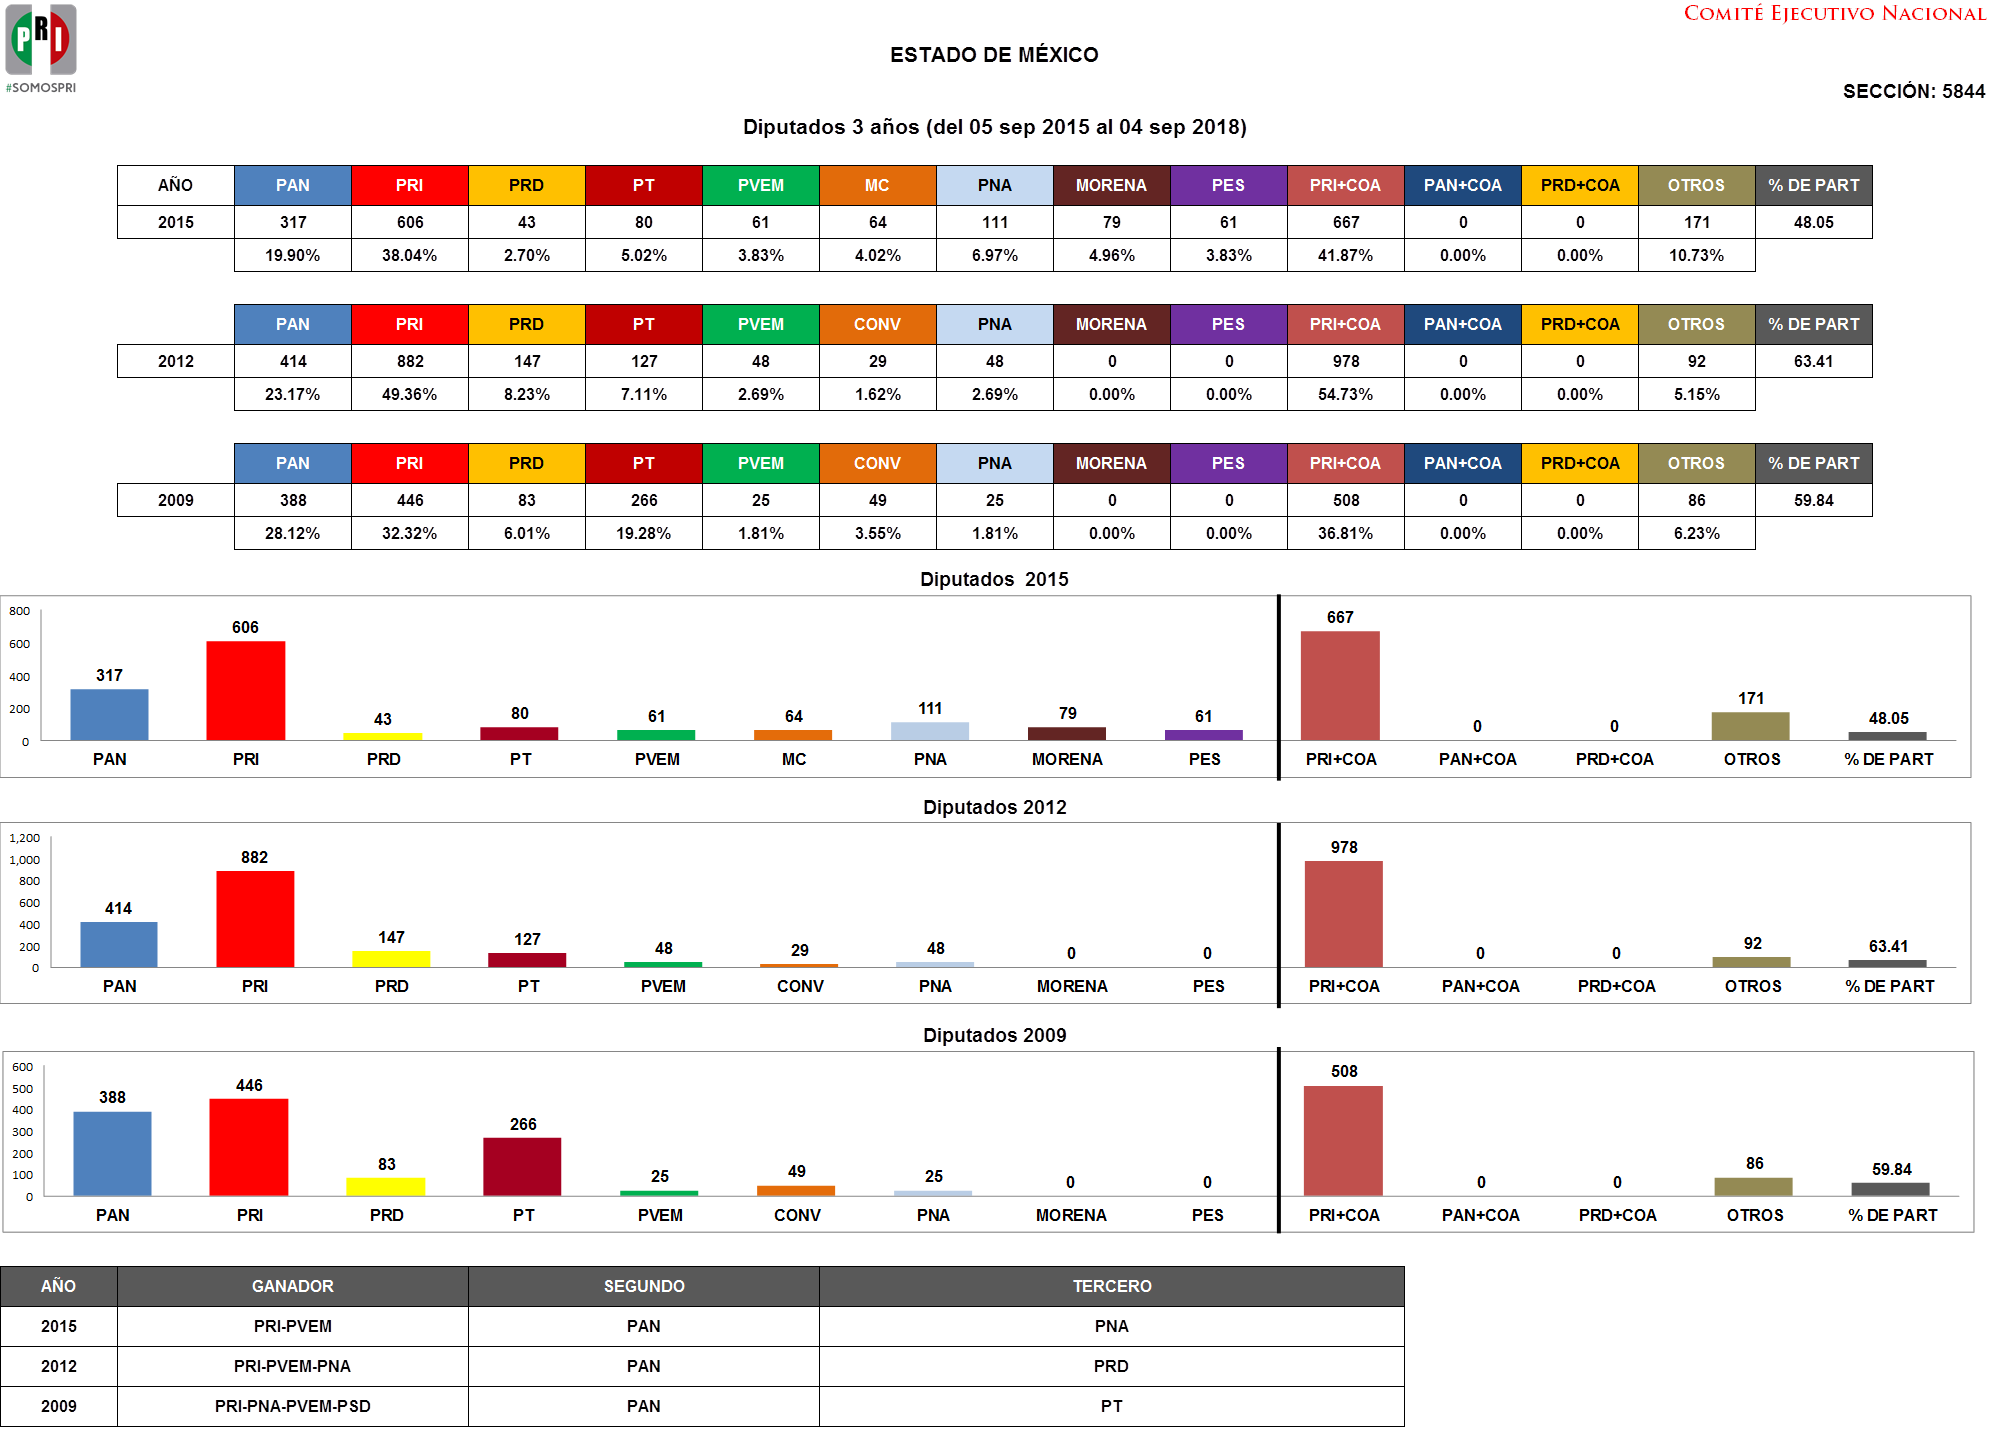 PRI
#SOMOSPRI
COMITÉ EJECUTIVO NACIONAL
ESTADO DE MÉXICO
SECCIÓN: 5844
Diputados 3 años (del 05 sep 2015 al 04 sep 2018)
AÑO PAN PRI PRD PT PVEM MC PNA MORENA PES PRI+COA PAN+COA PRD+COA OTROS % DE PART
2015 317 606 43 80 61 64 111 79 61 667 0 0 171 48.05
19.90% 38.04% 2.70% 5.02% 3.83% 4.02% 6.97% 4.96% 3.83% 41.87% 0.00% 0.00% 10.73%
PAN PRI PRD PT PVEM CONV PNA MORENA PES PRI+COA PAN+COA PRD+COA OTROS % DE PART
2012 414 882 147 127 48 29 48 0 0 978 0 0 92 63.41
23.17% 49.36% 8.23% 7.11% 2.69% 1.62% 2.69% 0.00% 0.00% 54.73% 0.00% 0.00% 5.15%
PAN PRI PRD PT PVEM CONV PNA MORENA PES PRI+COA PAN+COA PRD+COA OTROS % DE PART
2009 388 446 83 266 25 49 25 0 0 508 0 0 86 59.84
28.12% 32.32% 6.01% 19.28% 1.81% 3.55% 1.81% 0.00% 0.00% 36.81% 0.00% 0.00% 6.23%
Diputados 2015
800
600
400
200
0
317 606 43 80 61 64 111 79 61 667 0 0 171 48.05
PAN PRI PRD PT PVEM MC PNA MORENA PES PRI+COA PAN+COA PRD+COA OTROS % DE PART
Diputados 2012
1,200
1,000
800
600
400
200
0
414 882 147 127 48 29 48 0 0 978 0 0 92 63.41
PAN PRI PRD PT PVEM CONV PNA MORENA PES PRI+COA PAN+COA PRD+COA OTROS % DE PART
Diputados 2009
600
500
400
300
200
100
0
388 446 83 266 25 49 25 0 0 508 0 0 86 59.84
PAN PRI PRD PT PVEM CONV PNA MORENA PES PRI+COA PAN+COA PRD+COA OTROS % DE PART
AÑO GANADOR SEGUNDO TERCERO
2015 PRI-PVEM PAN PNA
2012 PRI-PVEM-PNA PAN PRD
2009 PRI-PNA-PVEM-PSD PAN PT